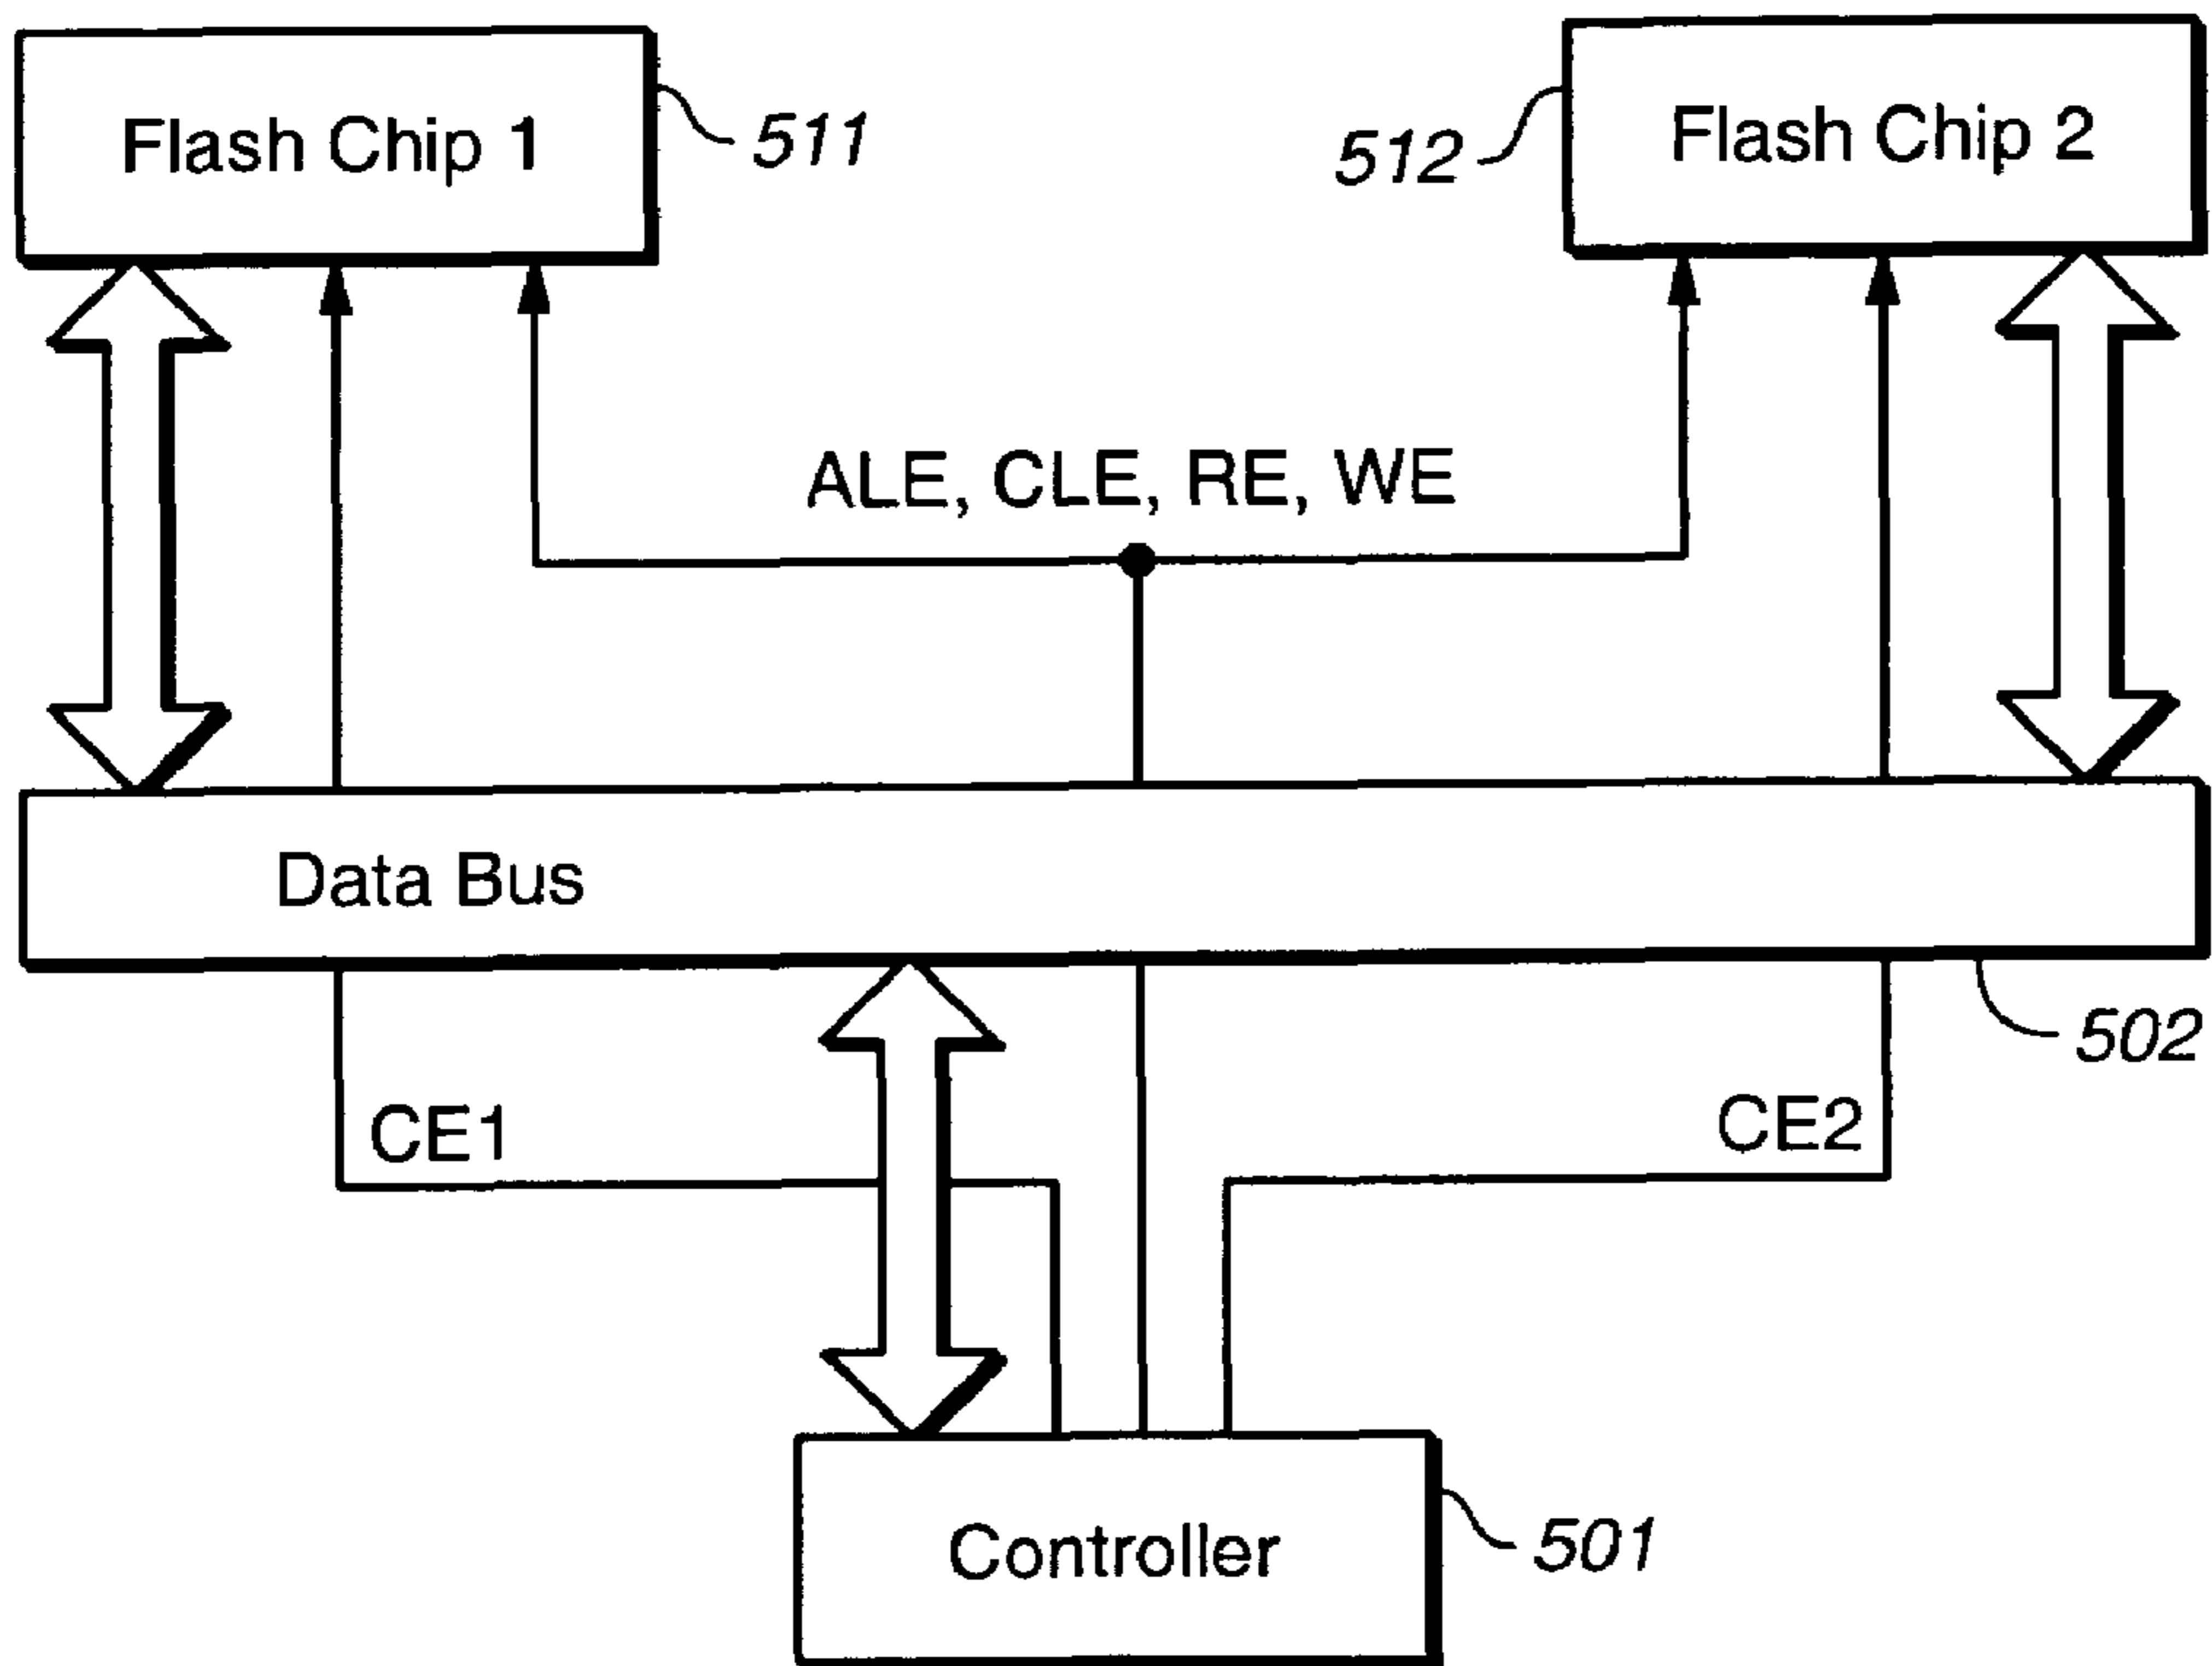 Flash Chip 1
511
512
Flash Chip 2
ALE, CLE, RE, WE
Data Bus
502
CE1
CE2
Controller
501